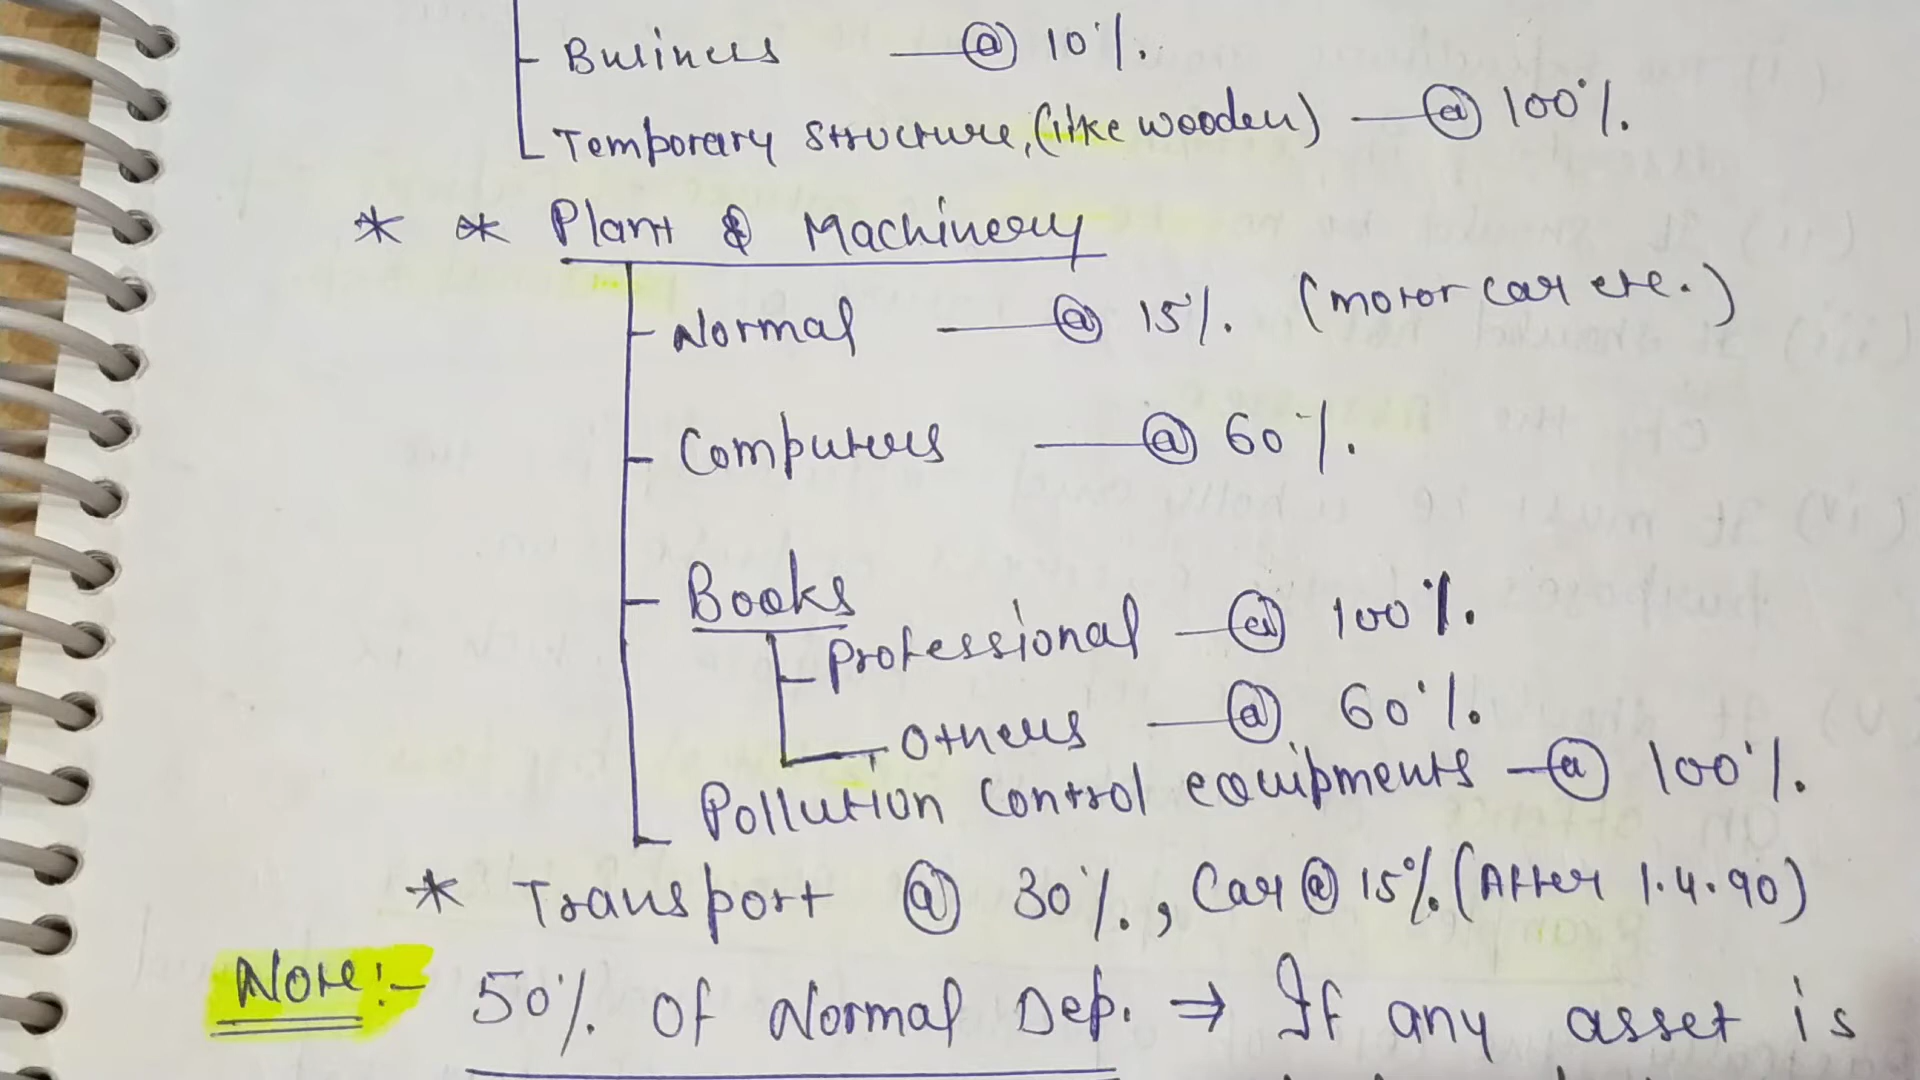 Business — @ 10%.
Temporary structure, (like wooden) — @ 100%.
* * Plant & Machinery
Normal — @ 15%. (motor car etc.)
Computers — @ 60%.
Books
Professional — @ 100%.
Others — @ 60%.
Pollution Control equipments — @ 100%.
* Transport @ 30%., Car @ 15%. (After 1.4.90)
Note:- 50%. of Normal Dep. ⇒ If any asset is